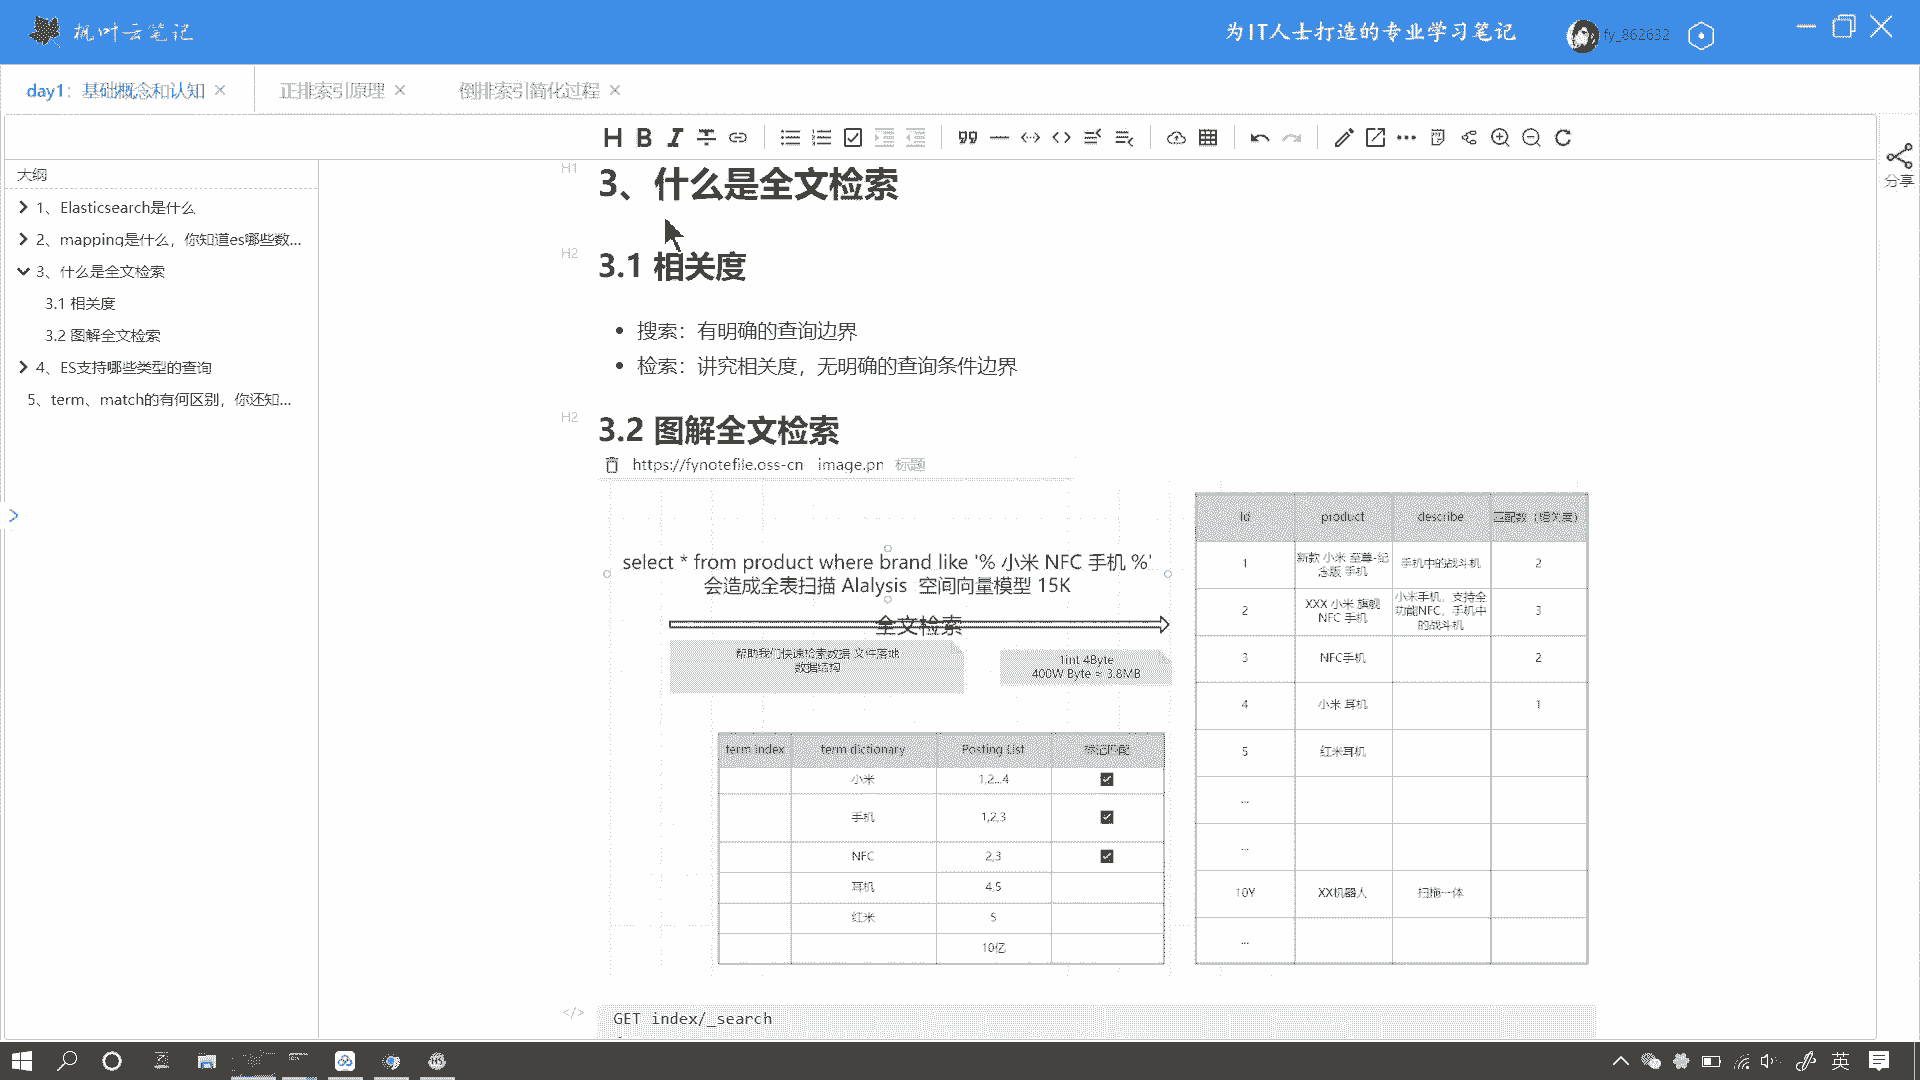 枫叶云笔记
为IT人士打造的专业学习笔记
fy_862632
day1：基础概念和认知
正排索引原理
倒排索引简化过程
分享
大纲
1、Elasticsearch是什么
2、mapping是什么，你知道es哪些数...
3、什么是全文检索
3.1 相关度
3.2 图解全文检索
4、ES支持哪些类型的查询
5、term、match的有何区别，你还知...
H1
3、什么是全文检索
H2
3.1 相关度
搜索：有明确的查询边界
检索：讲究相关度，无明确的查询条件边界
H2
3.2 图解全文检索
https://fynotefile.oss-cn image.pn 标题
select * from product where brand like '% 小米 NFC 手机 %'
会造成全表扫描 Alalysis 空间向量模型 15K
全文检索
帮助我们快速检索数据 文件落地
数据结构
1int 4Byte
400W Byte ≈ 3.8MB
term index term dictionary Posting List 标记匹配
小米 1,2...4
手机 1,2,3
NFC 2,3
耳机 4,5
红米 5
10亿
Id product describe 匹配数（相关度）
1 新款 小米 至尊-纪念版 手机 手机中的战斗机 2
2 XXX 小米 旗舰 NFC 手机 小米手机，支持全功能NFC，手机中的战斗机 3
3 NFC手机 2
4 小米 耳机 1
5 红米耳机
...
...
10Y XX机器人 扫拖一体
...
GET index/_search
英